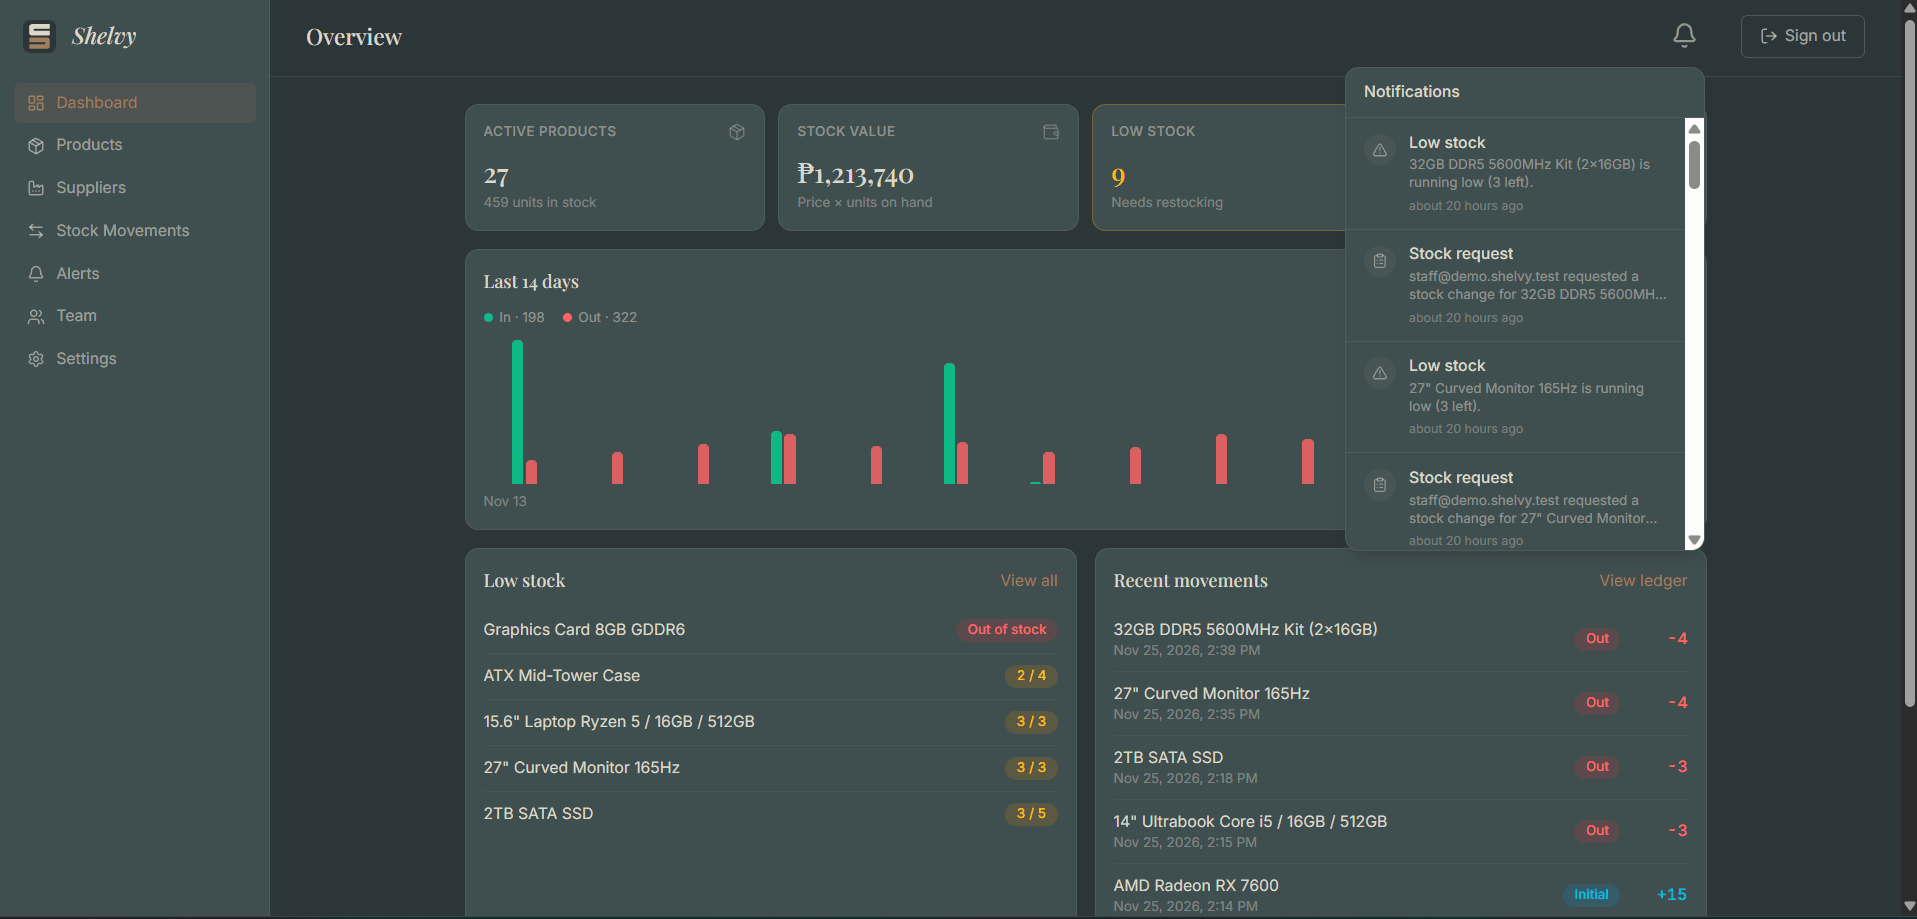 Shelvy
Dashboard
Products
Suppliers
Stock Movements
Alerts
Team
Settings
Overview
Sign out
ACTIVE PRODUCTS
27
459 units in stock
STOCK VALUE
₱1,213,740
Price × units on hand
LOW STOCK
9
Needs restocking
Last 14 days
In · 198
Out · 322
Nov 13
Notifications
Low stock
32GB DDR5 5600MHz Kit (2×16GB) is
running low (3 left).
about 20 hours ago
Stock request
staff@demo.shelvy.test requested a
stock change for 32GB DDR5 5600MH...
about 20 hours ago
Low stock
27" Curved Monitor 165Hz is running
low (3 left).
about 20 hours ago
Stock request
staff@demo.shelvy.test requested a
stock change for 27" Curved Monitor...
about 20 hours ago
Low stock
View all
Graphics Card 8GB GDDR6
Out of stock
ATX Mid-Tower Case
2 / 4
15.6" Laptop Ryzen 5 / 16GB / 512GB
3 / 3
27" Curved Monitor 165Hz
3 / 3
2TB SATA SSD
3 / 5
Recent movements
View ledger
32GB DDR5 5600MHz Kit (2×16GB)
Nov 25, 2026, 2:39 PM
Out
-4
27" Curved Monitor 165Hz
Nov 25, 2026, 2:35 PM
Out
-4
2TB SATA SSD
Nov 25, 2026, 2:18 PM
Out
-3
14" Ultrabook Core i5 / 16GB / 512GB
Nov 25, 2026, 2:15 PM
Out
-3
AMD Radeon RX 7600
Nov 25, 2026, 2:14 PM
Initial
+15